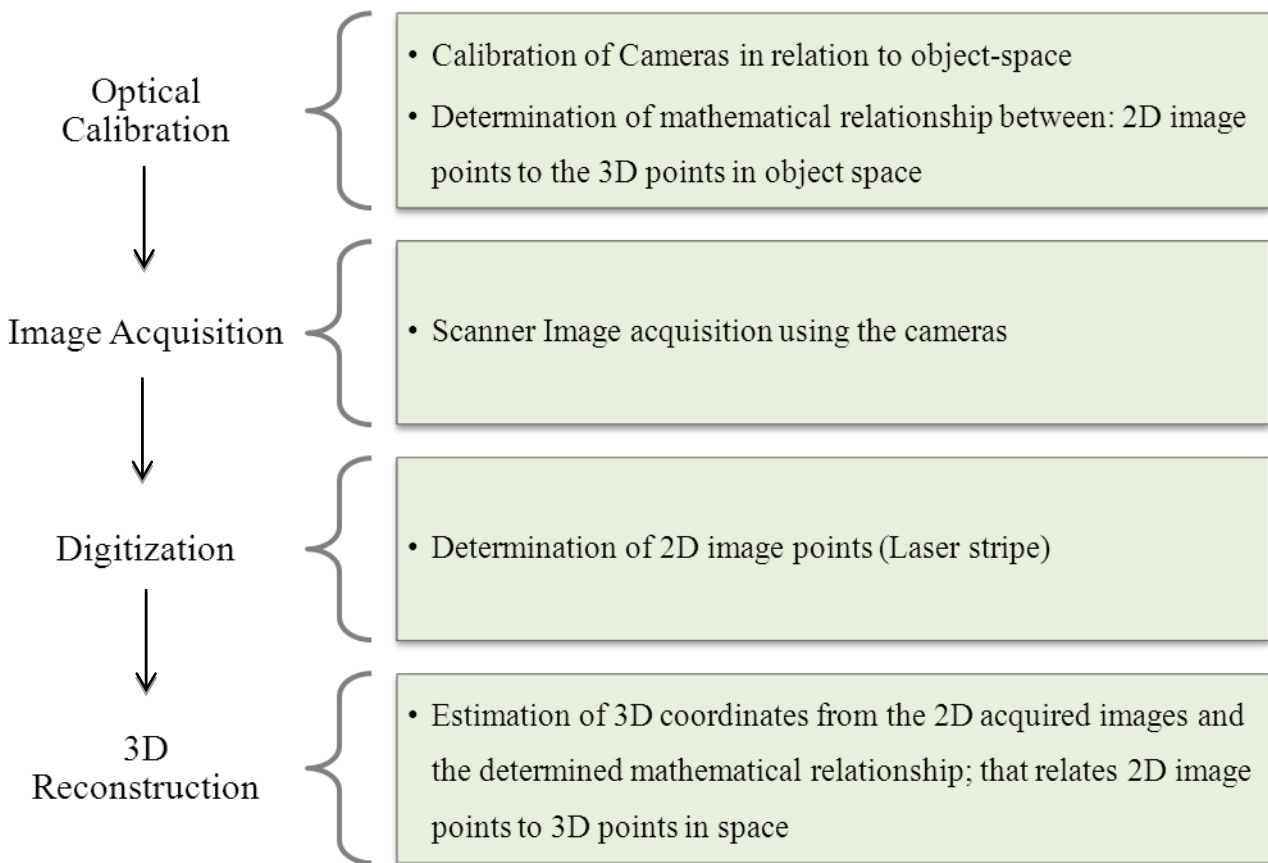 Optical
Calibration
• Calibration of Cameras in relation to object-space
• Determination of mathematical relationship between: 2D image
points to the 3D points in object space
Image Acquisition
• Scanner Image acquisition using the cameras
Digitization
• Determination of 2D image points (Laser stripe)
3D
Reconstruction
• Estimation of 3D coordinates from the 2D acquired images and
the determined mathematical relationship; that relates 2D image
points to 3D points in space